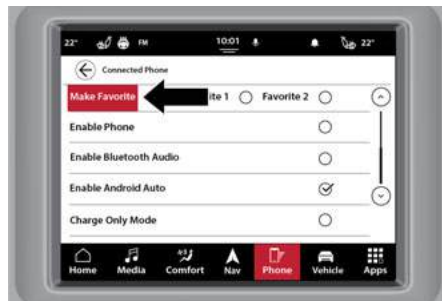 22° FM 10:01 22°
Connected Phone
Make Favorite ite 1 Favorite 2
Enable Phone
Enable Bluetooth Audio
Enable Android Auto
Charge Only Mode
Home Media Comfort Nav Phone Vehicle Apps